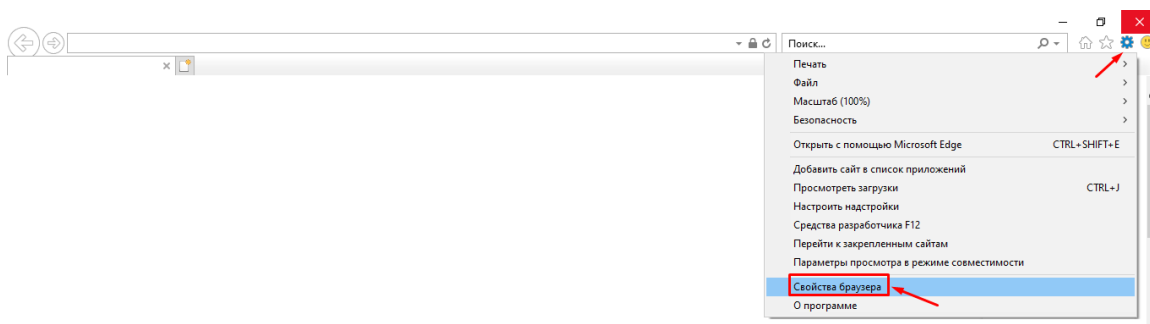 Поиск...
Печать
Файл
Масштаб (100%)
Безопасность
Открыть с помощью Microsoft Edge CTRL+SHIFT+E
Добавить сайт в список приложений
Просмотреть загрузки CTRL+J
Настроить надстройки
Средства разработчика F12
Перейти к закрепленным сайтам
Параметры просмотра в режиме совместимости
Свойства браузера
О программе